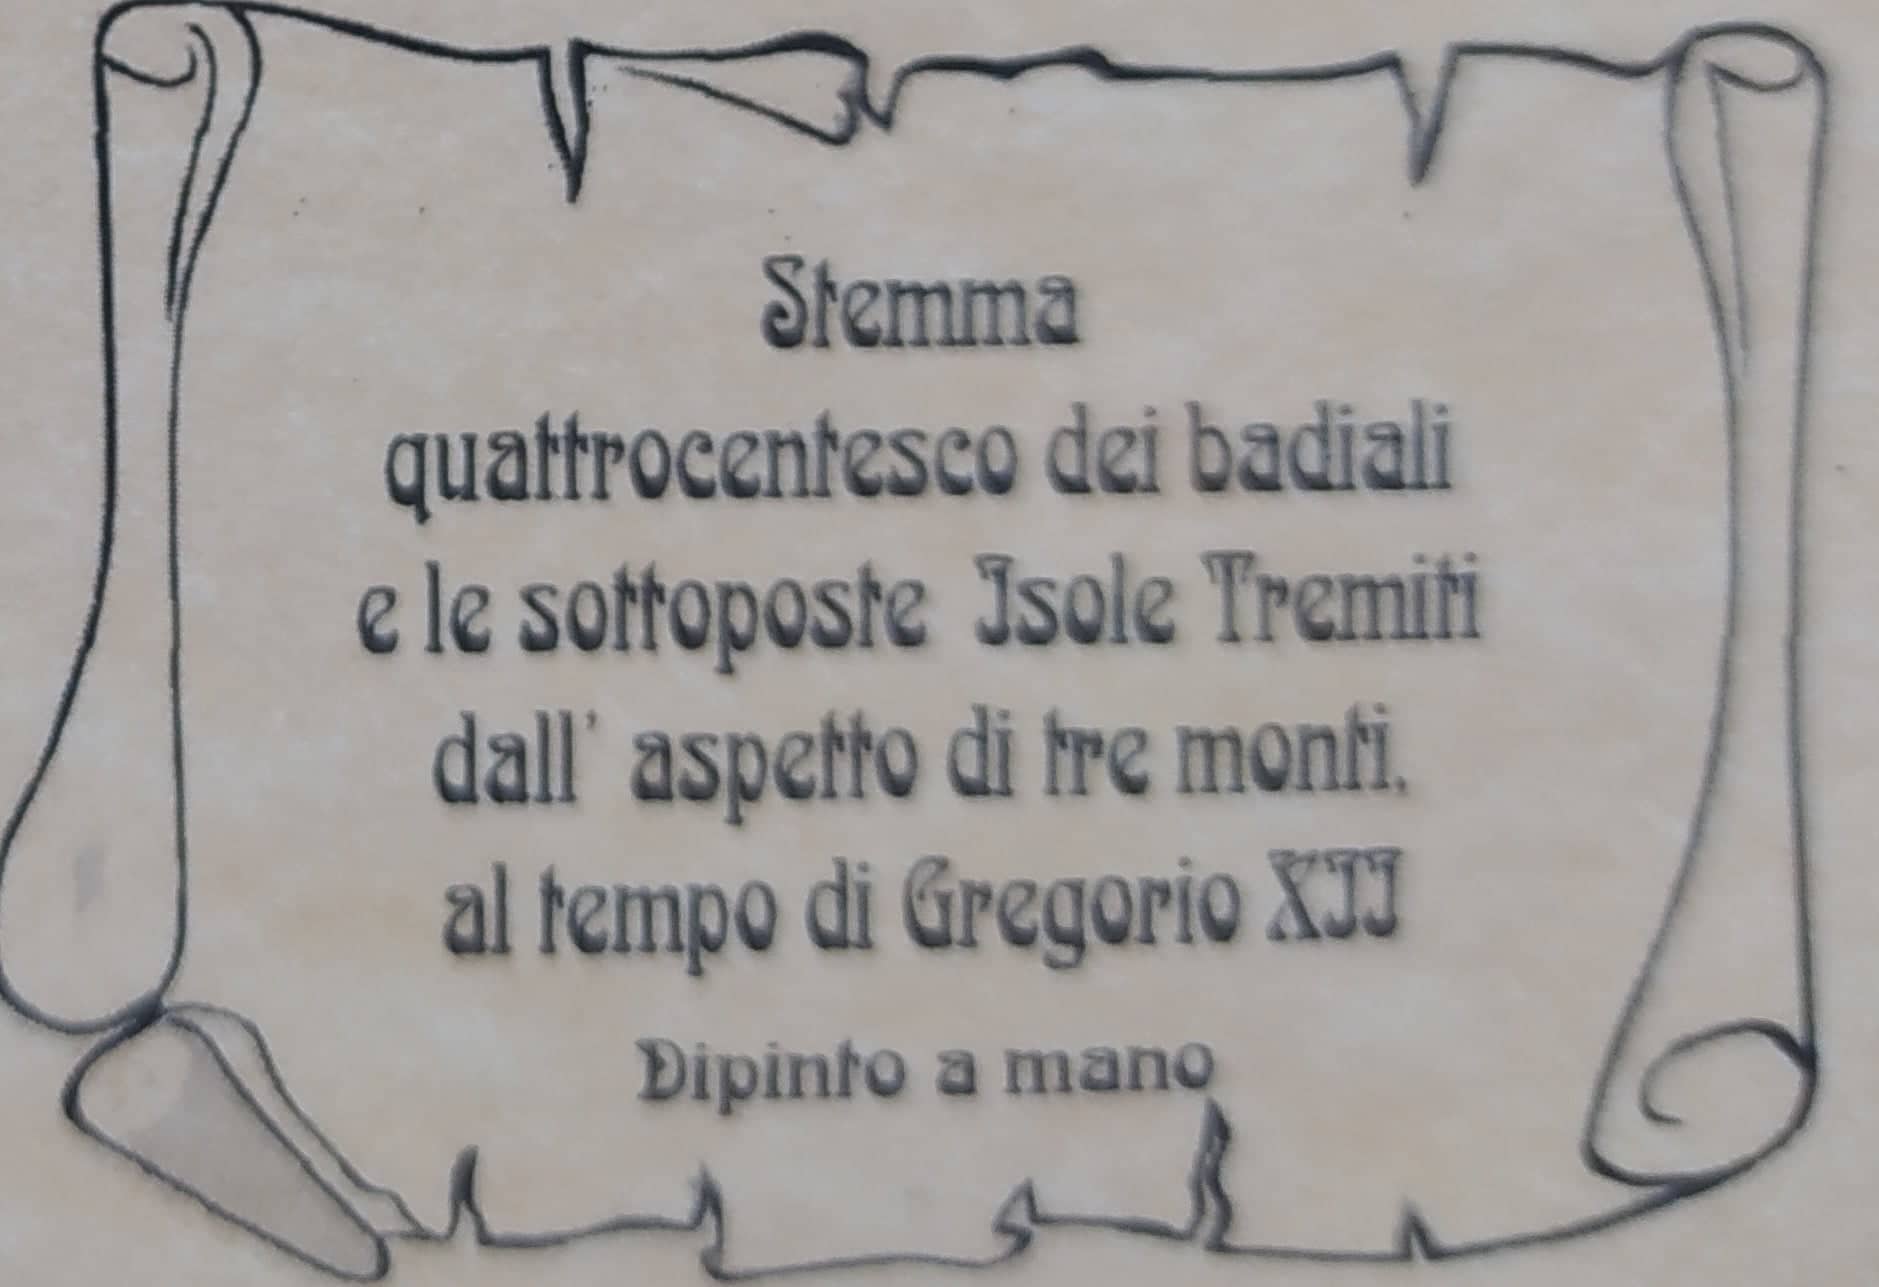 Stemma
quattrocentesco dei badiali
e le sottoposte Isole Tremiti
dall' aspetto di tre monti,
al tempo di Gregorio XII
Dipinto a mano